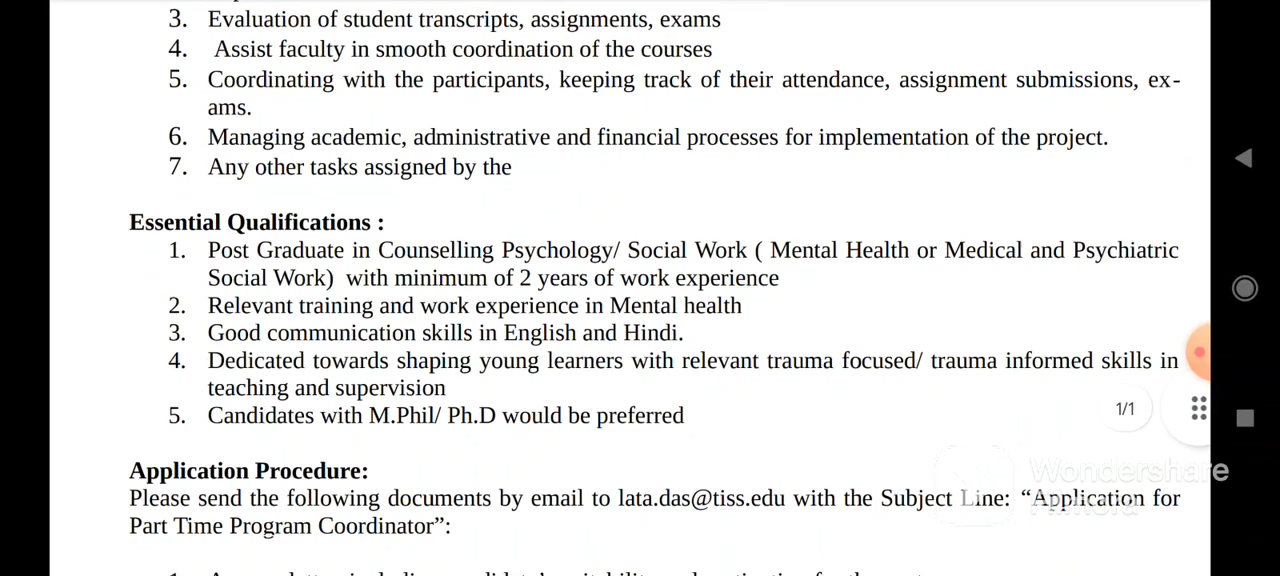 3. Evaluation of student transcripts, assignments, exams
4. Assist faculty in smooth coordination of the courses
5. Coordinating with the participants, keeping track of their attendance, assignment submissions, ex-
ams.
6. Managing academic, administrative and financial processes for implementation of the project.
7. Any other tasks assigned by the
Essential Qualifications :
1. Post Graduate in Counselling Psychology/ Social Work ( Mental Health or Medical and Psychiatric
Social Work) with minimum of 2 years of work experience
2. Relevant training and work experience in Mental health
3. Good communication skills in English and Hindi.
4. Dedicated towards shaping young learners with relevant trauma focused/ trauma informed skills in
teaching and supervision
5. Candidates with M.Phil/ Ph.D would be preferred
1/1
Application Procedure:
Wondershare
Please send the following documents by email to lata.das@tiss.edu with the Subject Line: “Application for
Part Time Program Coordinator”: